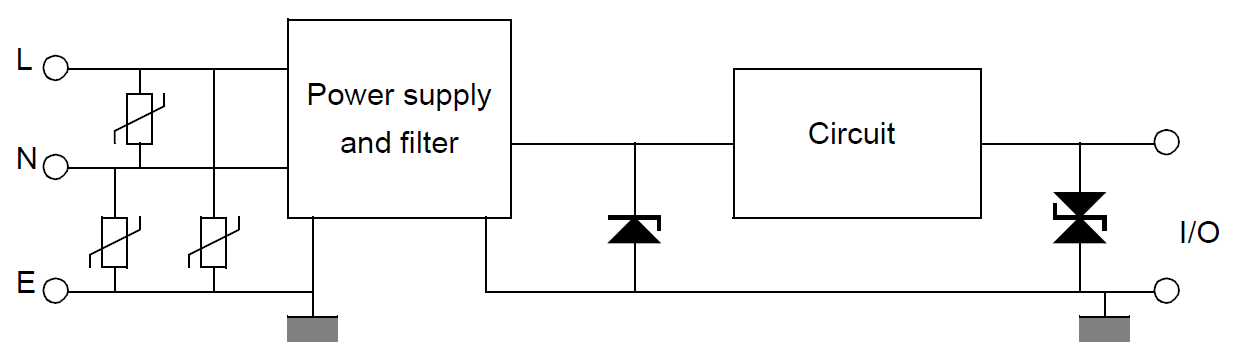 L
Power supply
and filter
Circuit
N
E
I/O